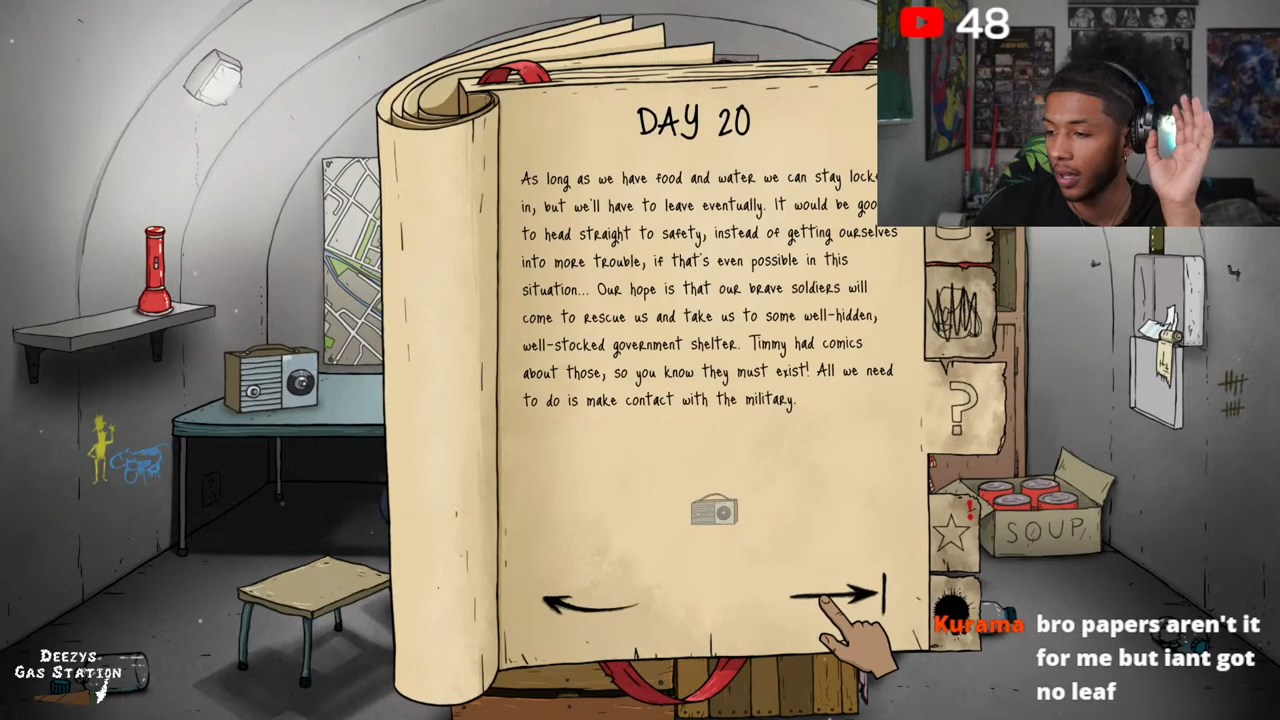 48
DAY 20
As long as we have food and water we can stay lock
in, but we'll have to leave eventually. It would be goo
to head straight to safety, instead of getting ourselves
into more trouble, if that's even possible in this
situation... Our hope is that our brave soldiers will
come to rescue us and take us to some well-hidden,
well-stocked government shelter. Timmy had comics
about those, so you know they must exist! All we need
to do is make contact with the military.
?
!
SOUP
Kurama bro papers aren't it
for me but iant got
no leaf
DEEZYS
GAS STATION